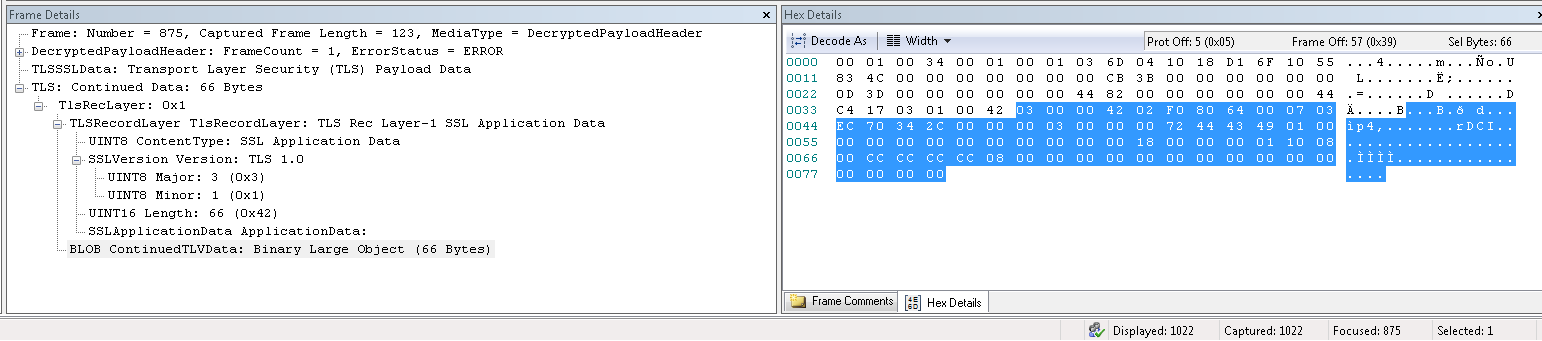 Frame Details
Frame: Number = 875, Captured Frame Length = 123, MediaType = DecryptedPayloadHeader
DecryptedPayloadHeader: FrameCount = 1, ErrorStatus = ERROR
TLSSSLData: Transport Layer Security (TLS) Payload Data
TLS: Continued Data: 66 Bytes
TlsRecLayer: 0x1
TLSRecordLayer TlsRecordLayer: TLS Rec Layer-1 SSL Application Data
UINT8 ContentType: SSL Application Data
SSLVersion Version: TLS 1.0
UINT8 Major: 3 (0x3)
UINT8 Minor: 1 (0x1)
UINT16 Length: 66 (0x42)
SSLApplicationData ApplicationData:
BLOB ContinuedTLVData: Binary Large Object (66 Bytes)
Hex Details
Decode As Width Prot Off: 5 (0x05) Frame Off: 57 (0x39) Sel Bytes: 66
0000 00 01 00 34 00 01 00 01 03 6D 04 10 18 D1 6F 10 55 ...4.....m...Ño.U
0011 83 4C 00 00 00 00 00 00 00 CB 3B 00 00 00 00 00 00 .L.......Ë;......
0022 0D 3D 00 00 00 00 00 00 44 82 00 00 00 00 00 00 44 .=......D ......D
0033 C4 17 03 01 00 42 03 00 00 42 02 F0 80 64 00 07 03 Ä....B...B.ð d...
0044 EC 70 34 2C 00 00 00 03 00 00 00 72 44 43 49 01 00 ìp4,.......rDCI..
0055 00 00 00 00 00 00 00 00 00 18 00 00 00 00 01 10 08 .................
0066 00 CC CC CC CC 08 00 00 00 00 00 00 00 00 00 00 00 .ÌÌÌÌ............
0077 00 00 00 00 ....
Frame Comments Hex Details
Displayed: 1022 Captured: 1022 Focused: 875 Selected: 1